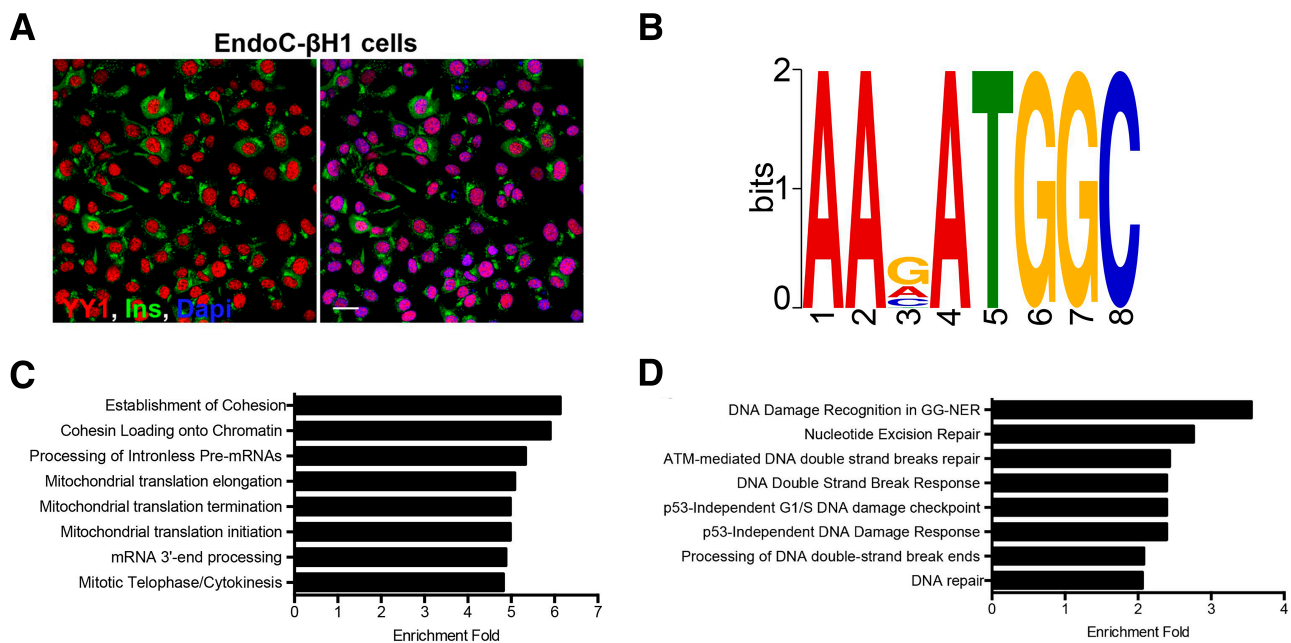 A
EndoC-βH1 cells
YY1, Ins, Dapi
B
2
1
0
bits
AAGATGGC
A
C
1 2 3 4 5 6 7 8
C
Establishment of Cohesion
Cohesin Loading onto Chromatin
Processing of Intronless Pre-mRNAs
Mitochondrial translation elongation
Mitochondrial translation termination
Mitochondrial translation initiation
mRNA 3'-end processing
Mitotic Telophase/Cytokinesis
0 1 2 3 4 5 6 7
Enrichment Fold
D
DNA Damage Recognition in GG-NER
Nucleotide Excision Repair
ATM-mediated DNA double strand breaks repair
DNA Double Strand Break Response
p53-Independent G1/S DNA damage checkpoint
p53-Independent DNA Damage Response
Processing of DNA double-strand break ends
DNA repair
0 1 2 3 4
Enrichment Fold